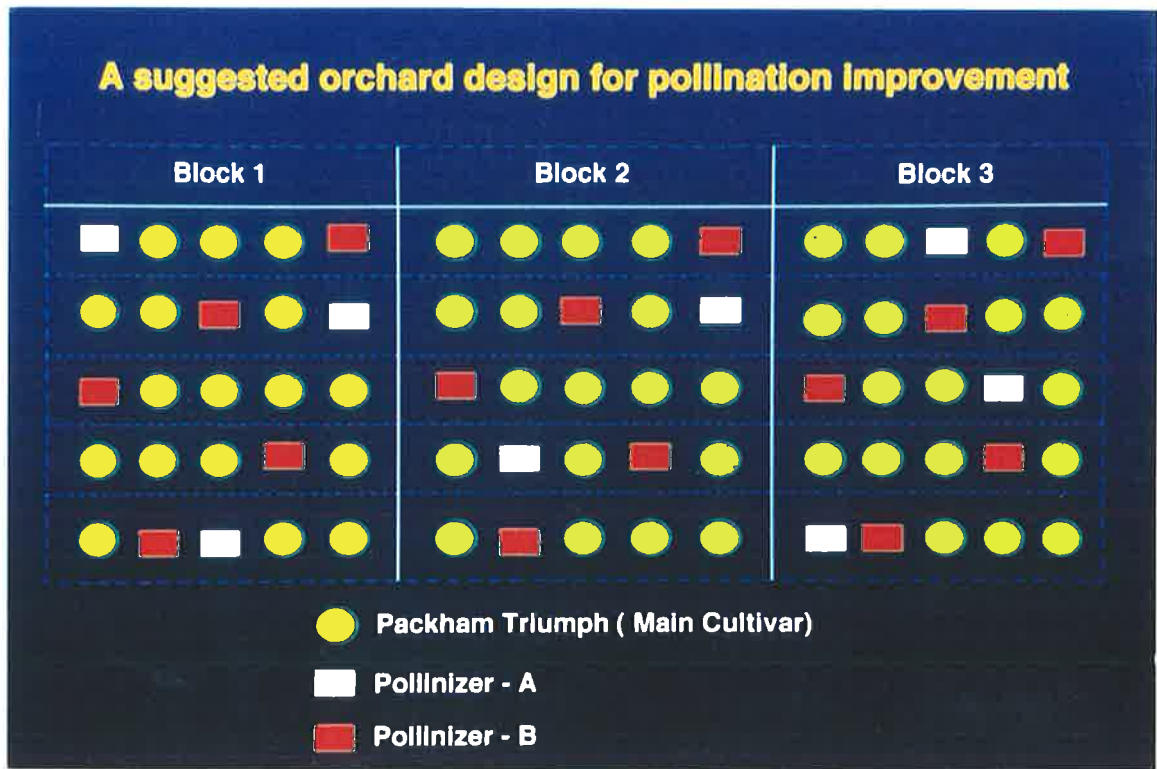 A suggested orchard design for pollination improvement
Block 1 Block 2 Block 3
Packham Triumph ( Main Cultivar)
Pollinizer - A
Pollinizer - B